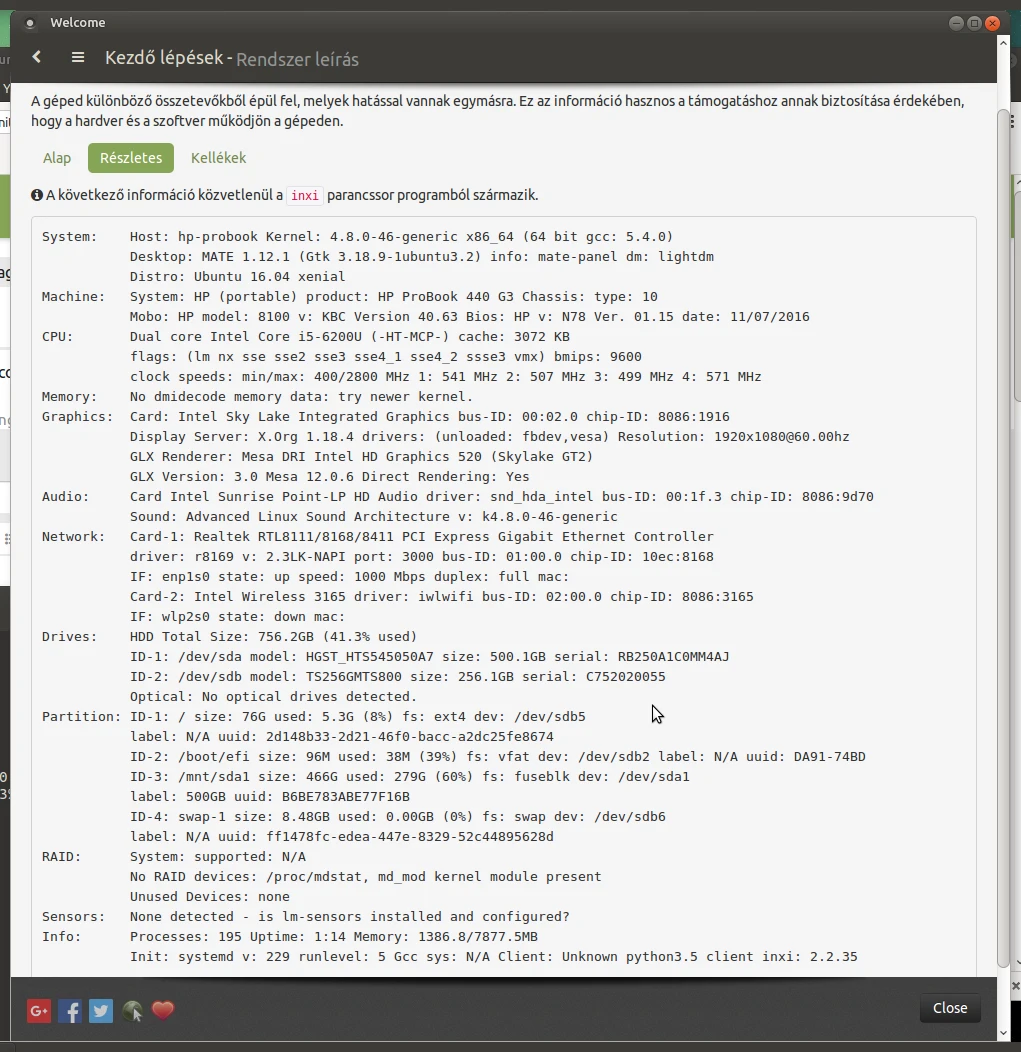 Welcome
Kezdő lépések - Rendszer leírás
A géped különböző összetevőkből épül fel, melyek hatással vannak egymásra. Ez az információ hasznos a támogatáshoz annak biztosítása érdekében,
hogy a hardver és a szoftver működjön a gépeden.
Alap Részletes Kellékek
A következő információ közvetlenül a inxi parancssor programból származik.
System: Host: hp-probook Kernel: 4.8.0-46-generic x86_64 (64 bit gcc: 5.4.0)
Desktop: MATE 1.12.1 (Gtk 3.18.9-1ubuntu3.2) info: mate-panel dm: lightdm
Distro: Ubuntu 16.04 xenial
Machine: System: HP (portable) product: HP ProBook 440 G3 Chassis: type: 10
Mobo: HP model: 8100 v: KBC Version 40.63 Bios: HP v: N78 Ver. 01.15 date: 11/07/2016
CPU: Dual core Intel Core i5-6200U (-HT-MCP-) cache: 3072 KB
flags: (lm nx sse sse2 sse3 sse4_1 sse4_2 ssse3 vmx) bmips: 9600
clock speeds: min/max: 400/2800 MHz 1: 541 MHz 2: 507 MHz 3: 499 MHz 4: 571 MHz
Memory: No dmidecode memory data: try newer kernel.
Graphics: Card: Intel Sky Lake Integrated Graphics bus-ID: 00:02.0 chip-ID: 8086:1916
Display Server: X.Org 1.18.4 drivers: (unloaded: fbdev,vesa) Resolution: 1920x1080@60.00hz
GLX Renderer: Mesa DRI Intel HD Graphics 520 (Skylake GT2)
GLX Version: 3.0 Mesa 12.0.6 Direct Rendering: Yes
Audio: Card Intel Sunrise Point-LP HD Audio driver: snd_hda_intel bus-ID: 00:1f.3 chip-ID: 8086:9d70
Sound: Advanced Linux Sound Architecture v: k4.8.0-46-generic
Network: Card-1: Realtek RTL8111/8168/8411 PCI Express Gigabit Ethernet Controller
driver: r8169 v: 2.3LK-NAPI port: 3000 bus-ID: 01:00.0 chip-ID: 10ec:8168
IF: enp1s0 state: up speed: 1000 Mbps duplex: full mac:
Card-2: Intel Wireless 3165 driver: iwlwifi bus-ID: 02:00.0 chip-ID: 8086:3165
IF: wlp2s0 state: down mac:
Drives: HDD Total Size: 756.2GB (41.3% used)
ID-1: /dev/sda model: HGST_HTS545050A7 size: 500.1GB serial: RB250A1C0MM4AJ
ID-2: /dev/sdb model: TS256GMTS800 size: 256.1GB serial: C752020055
Optical: No optical drives detected.
Partition: ID-1: / size: 76G used: 5.3G (8%) fs: ext4 dev: /dev/sdb5
label: N/A uuid: 2d148b33-2d21-46f0-bacc-a2dc25fe8674
ID-2: /boot/efi size: 96M used: 38M (39%) fs: vfat dev: /dev/sdb2 label: N/A uuid: DA91-74BD
ID-3: /mnt/sda1 size: 466G used: 279G (60%) fs: fuseblk dev: /dev/sda1
label: 500GB uuid: B6BE783ABE77F16B
ID-4: swap-1 size: 8.48GB used: 0.00GB (0%) fs: swap dev: /dev/sdb6
label: N/A uuid: ff1478fc-edea-447e-8329-52c44895628d
RAID: System: supported: N/A
No RAID devices: /proc/mdstat, md_mod kernel module present
Unused Devices: none
Sensors: None detected - is lm-sensors installed and configured?
Info: Processes: 195 Uptime: 1:14 Memory: 1386.8/7877.5MB
Init: systemd v: 229 runlevel: 5 Gcc sys: N/A Client: Unknown python3.5 client inxi: 2.2.35
G+
Close